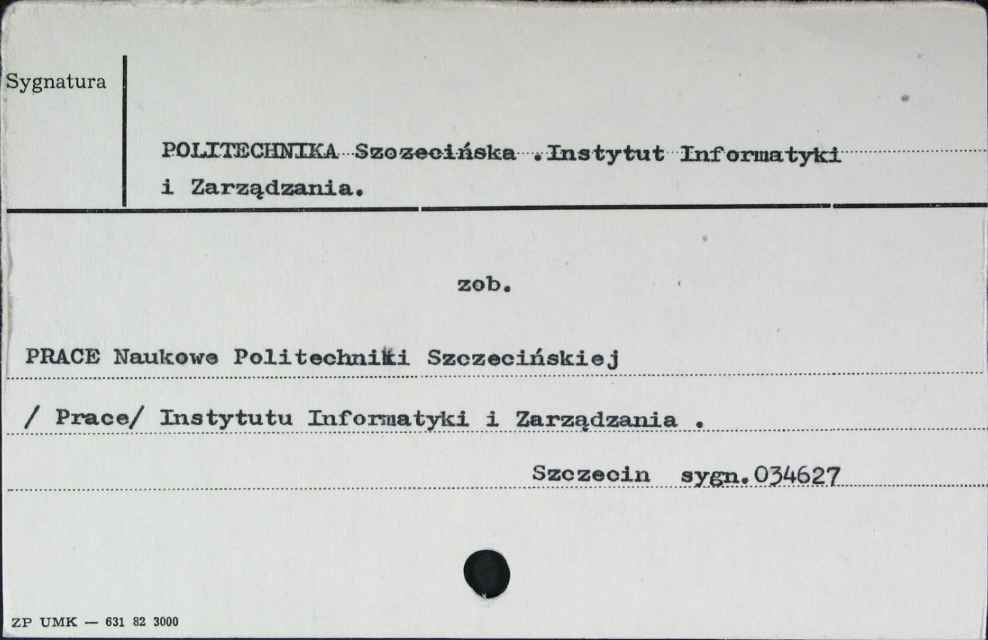 Sygnatura
POLITECHNIKA Szczecińska .Instytut Informatyki
i Zarządzania.
zob.
PRACE Naukowe Politechniki Szczecińskiej
/ Prace/ Instytutu Informatyki i Zarządzania .
Szczecin sygn.034627
ZP UMK — 631 82 3000